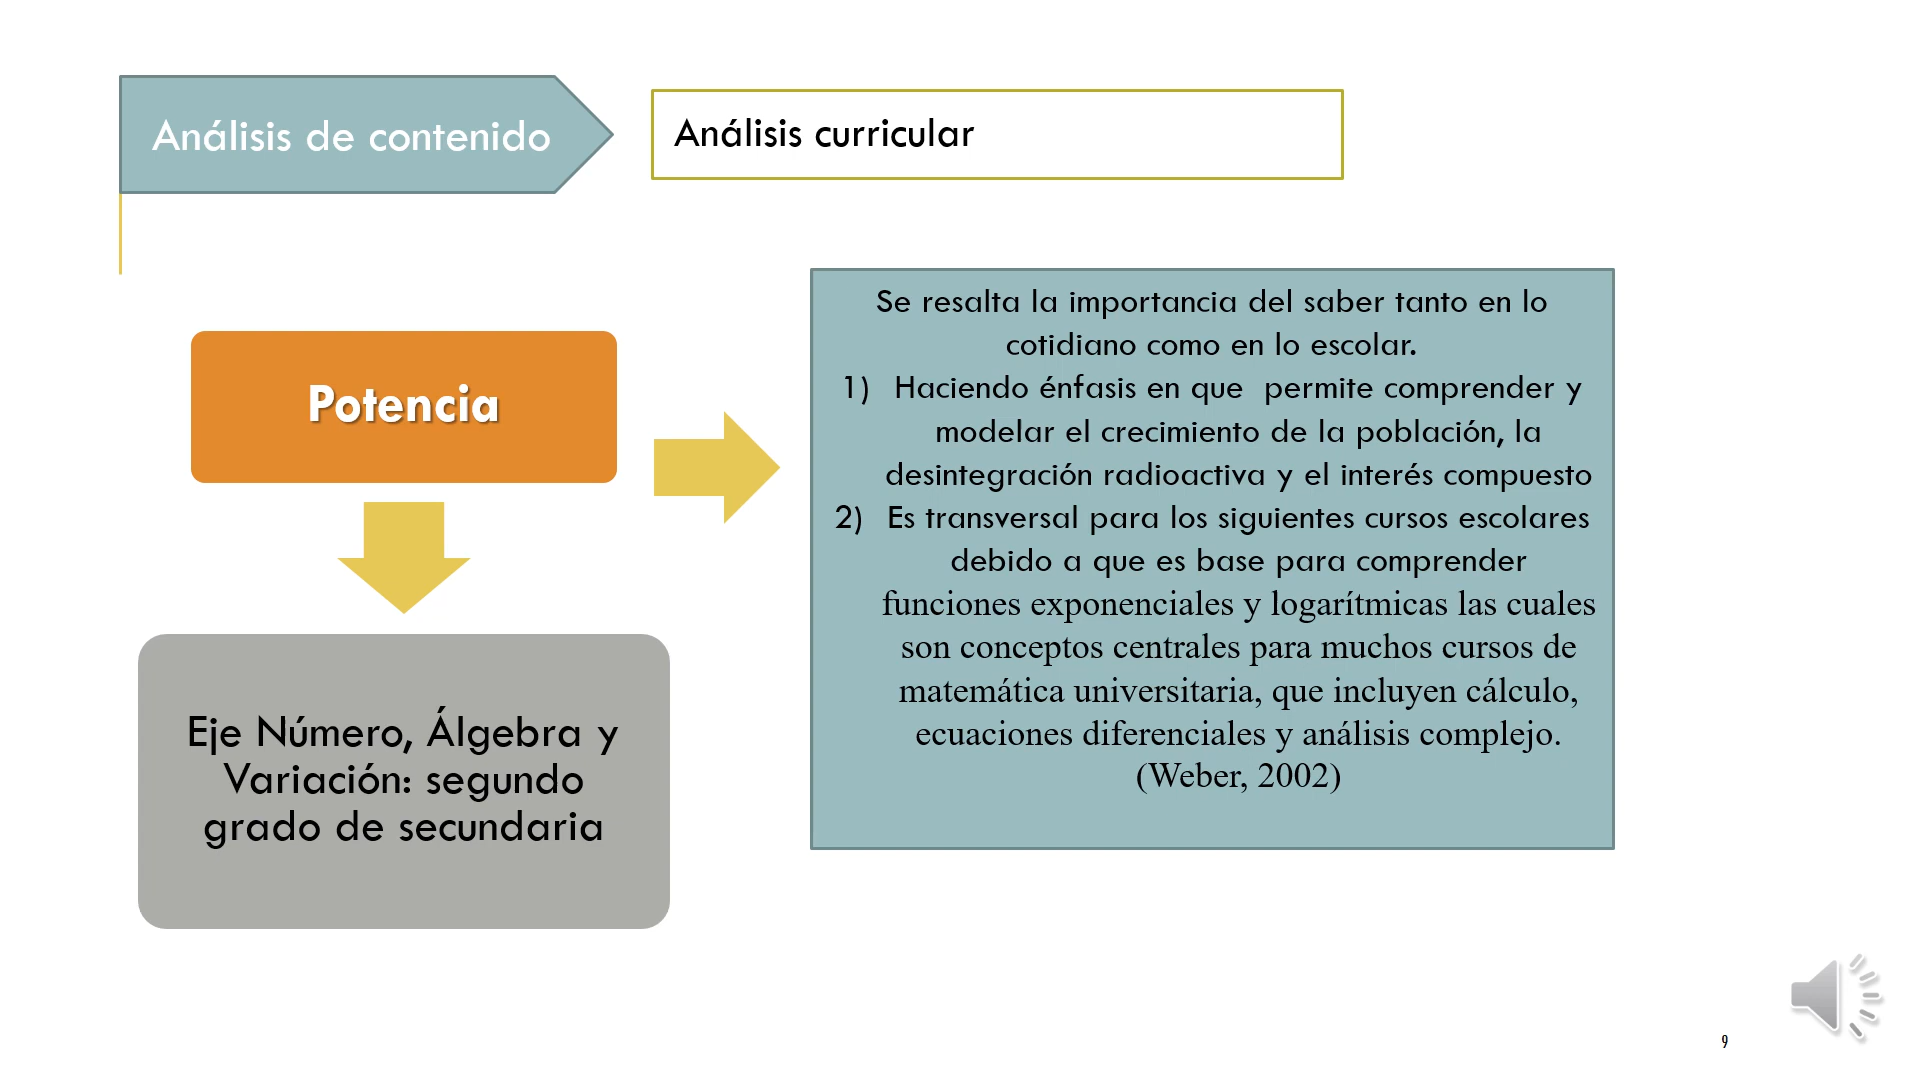 Análisis de contenido
Análisis curricular
Potencia
Eje Número, Álgebra y
Variación: segundo
grado de secundaria
Se resalta la importancia del saber tanto en lo
cotidiano como en lo escolar.
1) Haciendo énfasis en que  permite comprender y
modelar el crecimiento de la población, la
desintegración radioactiva y el interés compuesto
2) Es transversal para los siguientes cursos escolares
debido a que es base para comprender
funciones exponenciales y logarítmicas las cuales
son conceptos centrales para muchos cursos de
matemática universitaria, que incluyen cálculo,
ecuaciones diferenciales y análisis complejo.
(Weber, 2002)
9